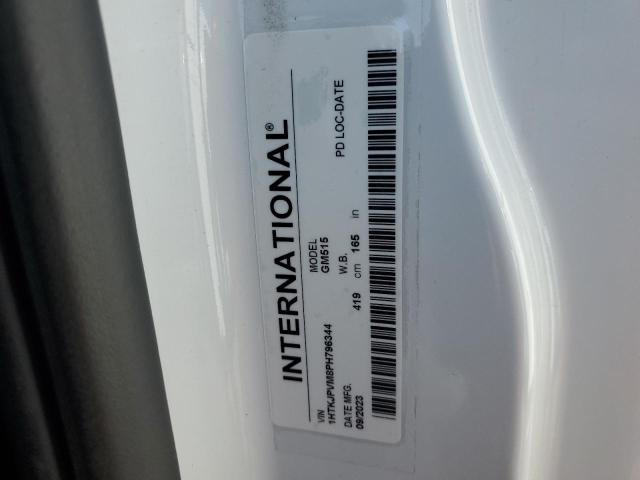 INTERNATIONAL®
VIN MODEL
1HTKJPVM8PH796344 GM515
DATE MFG. W.B. PD LOC-DATE
09/2023 419 cm 165 in